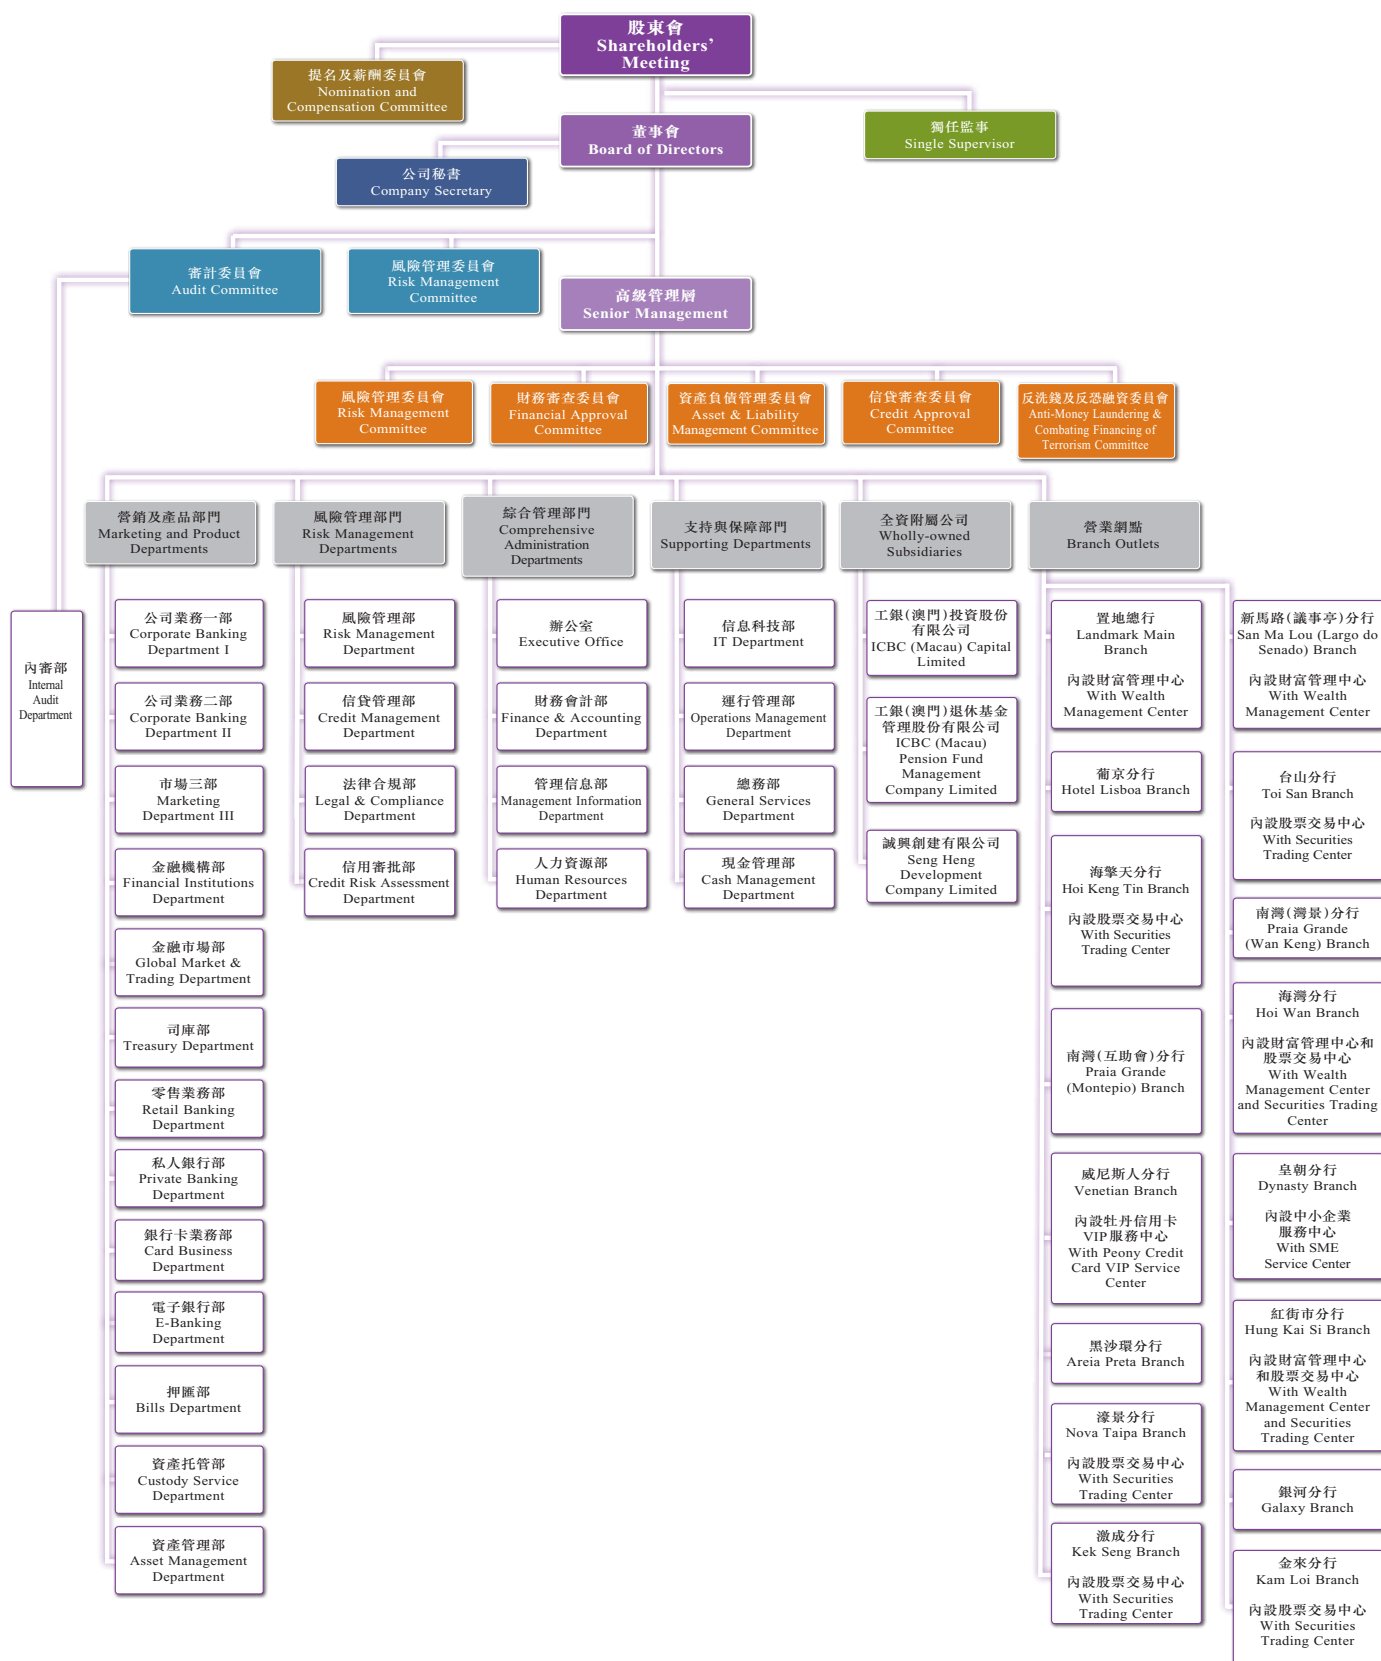 股東會
Shareholders'
Meeting
提名及薪酬委員會
Nomination and
Compensation Committee
董事會
Board of Directors
獨任監事
Single Supervisor
公司秘書
Company Secretary
審計委員會
Audit Committee
風險管理委員會
Risk Management
Committee
高級管理層
Senior Management
風險管理委員會
Risk Management
Committee
財務審查委員會
Financial Approval
Committee
資產負債管理委員會
Asset & Liability
Management Committee
信貸審查委員會
Credit Approval
Committee
反洗錢及反恐融資委員會
Anti-Money Laundering &
Combating Financing of
Terrorism Committee
營銷及產品部門
Marketing and Product
Departments
風險管理部門
Risk Management
Departments
綜合管理部門
Comprehensive
Administration
Departments
支持與保障部門
Supporting Departments
全資附屬公司
Wholly-owned
Subsidiaries
營業網點
Branch Outlets
內審部
Internal
Audit
Department
公司業務一部
Corporate Banking
Department I
公司業務二部
Corporate Banking
Department II
市場三部
Marketing
Department III
金融機構部
Financial Institutions
Department
金融市場部
Global Market &
Trading Department
司庫部
Treasury Department
零售業務部
Retail Banking
Department
私人銀行部
Private Banking
Department
銀行卡業務部
Card Business
Department
電子銀行部
E-Banking
Department
押匯部
Bills Department
資產托管部
Custody Service
Department
資產管理部
Asset Management
Department
風險管理部
Risk Management
Department
信貸管理部
Credit Management
Department
法律合規部
Legal & Compliance
Department
信用審批部
Credit Risk Assessment
Department
辦公室
Executive Office
財務會計部
Finance & Accounting
Department
管理信息部
Management Information
Department
人力資源部
Human Resources
Department
信息科技部
IT Department
運行管理部
Operations Management
Department
總務部
General Services
Department
現金管理部
Cash Management
Department
工銀(澳門)投資股份
有限公司
ICBC (Macau) Capital
Limited
工銀(澳門)退休基金
管理股份有限公司
ICBC (Macau)
Pension Fund
Management
Company Limited
誠興創建有限公司
Seng Heng
Development
Company Limited
置地總行
Landmark Main
Branch
內設財富管理中心
With Wealth
Management Center
葡京分行
Hotel Lisboa Branch
海擎天分行
Hoi Keng Tin Branch
內設股票交易中心
With Securities
Trading Center
南灣(互助會)分行
Praia Grande
(Montepio) Branch
威尼斯人分行
Venetian Branch
內設牡丹信用卡
VIP服務中心
With Peony Credit
Card VIP Service
Center
黑沙環分行
Areia Preta Branch
濠景分行
Nova Taipa Branch
內設股票交易中心
With Securities
Trading Center
激成分行
Kek Seng Branch
內設股票交易中心
With Securities
Trading Center
新馬路(議事亭)分行
San Ma Lou (Largo do
Senado) Branch
內設財富管理中心
With Wealth
Management Center
台山分行
Toi San Branch
內設股票交易中心
With Securities
Trading Center
南灣(灣景)分行
Praia Grande
(Wan Keng) Branch
海灣分行
Hoi Wan Branch
內設財富管理中心和
股票交易中心
With Wealth
Management Center
and Securities Trading
Center
皇朝分行
Dynasty Branch
內設中小企業
服務中心
With SME
Service Center
紅街市分行
Hung Kai Si Branch
內設財富管理中心
和股票交易中心
With Wealth
Management Center
and Securities
Trading Center
銀河分行
Galaxy Branch
金來分行
Kam Loi Branch
內設股票交易中心
With Securities
Trading Center